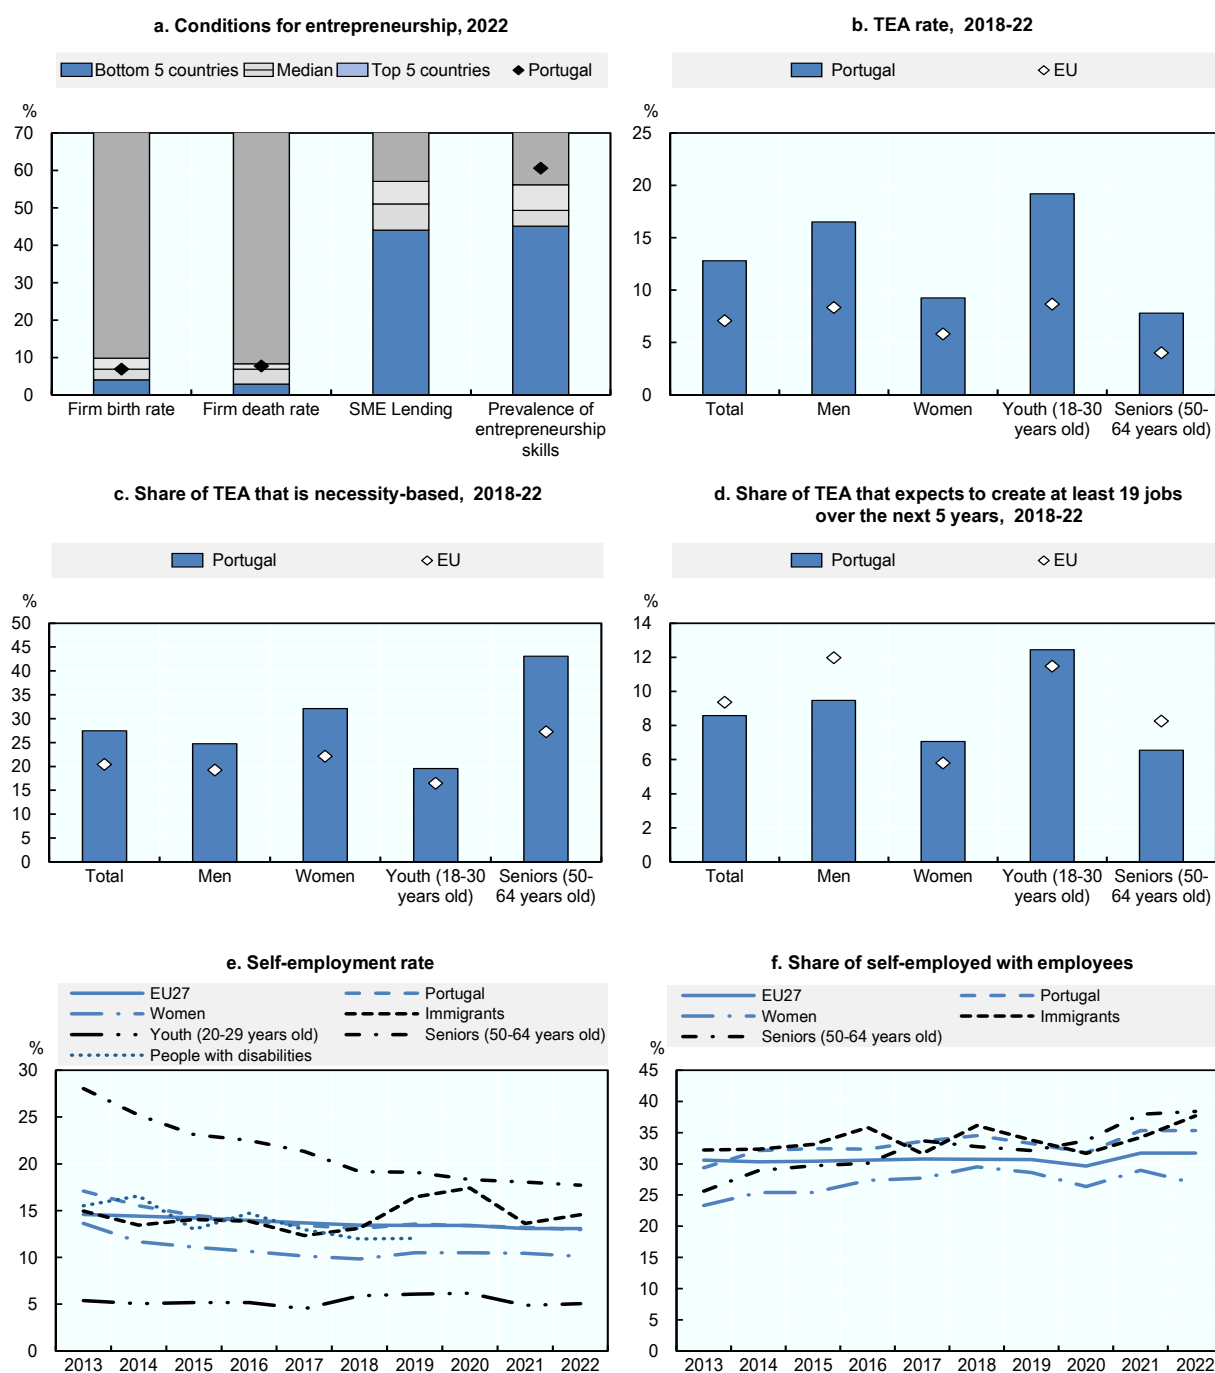 a. Conditions for entrepreneurship, 2022
Bottom 5 countries Median Top 5 countries Portugal
%
70
60
50
40
30
20
10
0
Firm birth rate Firm death rate SME Lending Prevalence of
entrepreneurship
skills
b. TEA rate, 2018-22
Portugal EU
%
25
20
15
10
5
0
Total Men Women Youth (18-30 Seniors (50-
years old) 64 years old)
c. Share of TEA that is necessity-based, 2018-22
Portugal EU
%
50
45
40
35
30
25
20
15
10
5
0
Total Men Women Youth (18-30 Seniors (50-
years old) 64 years old)
d. Share of TEA that expects to create at least 19 jobs
over the next 5 years, 2018-22
Portugal EU
%
14
12
10
8
6
4
2
0
Total Men Women Youth (18-30 Seniors (50-
years old) 64 years old)
e. Self-employment rate
EU27 Portugal
Women Immigrants
Youth (20-29 years old) Seniors (50-64 years old)
People with disabilities
%
30
25
20
15
10
5
0
2013 2014 2015 2016 2017 2018 2019 2020 2021 2022
f. Share of self-employed with employees
EU27 Portugal
Women Immigrants
Seniors (50-64 years old)
%
45
40
35
30
25
20
15
10
5
0
2013 2014 2015 2016 2017 2018 2019 2020 2021 2022